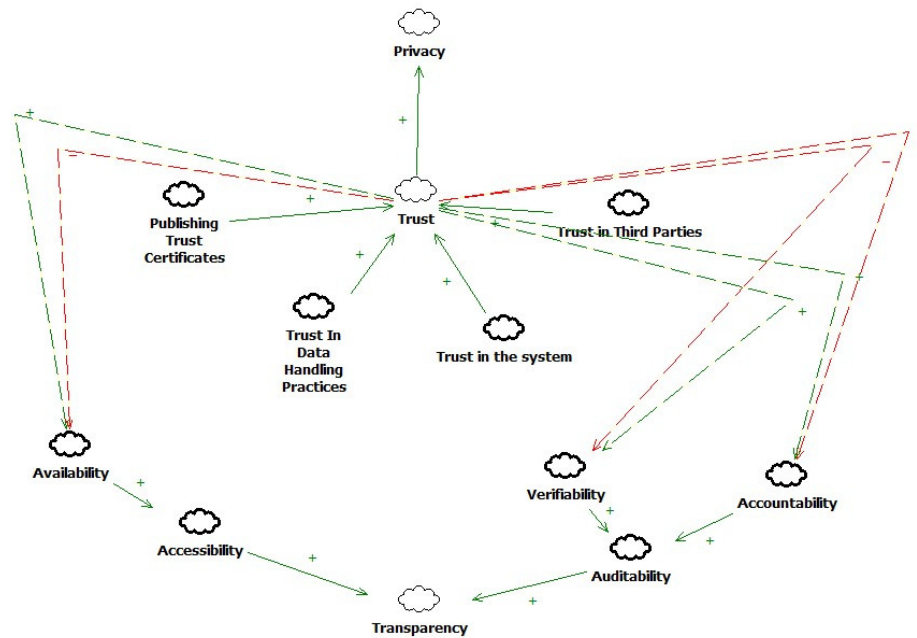 Privacy
+
+
–
Publishing
Trust
Certificates
+
Trust
+
Trust in Third Parties
–
+
+
+
+
Trust In
Data
Handling
Practices
Trust in the system
Availability
+
Accessibility
+
Verifiability
+
Accountability
+
Auditability
+
Transparency